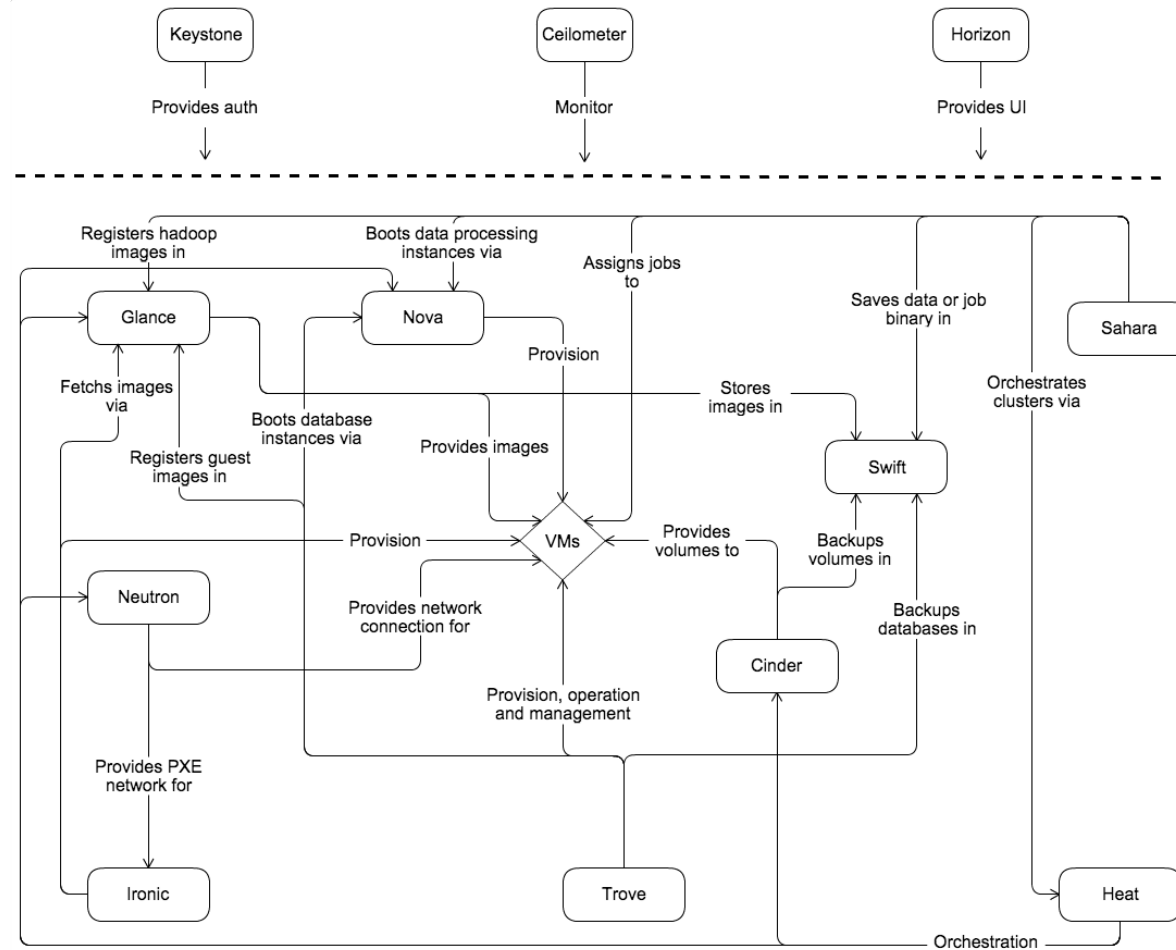 Keystone
Ceilometer
Horizon
Provides auth
Monitor
Provides UI
Registers hadoop
images in
Boots data processing
instances via
Assigns jobs
to
Saves data or job
binary in
Glance
Nova
Sahara
Provision
Fetchs images
via
Stores
images in
Orchestrates
clusters via
Boots database
instances via
Provides images
Registers guest
images in
Swift
Provision
VMs
Provides
volumes to
Backups
volumes in
Neutron
Provides network
connection for
Backups
databases in
Cinder
Provision, operation
and management
Provides PXE
network for
Ironic
Trove
Heat
Orchestration